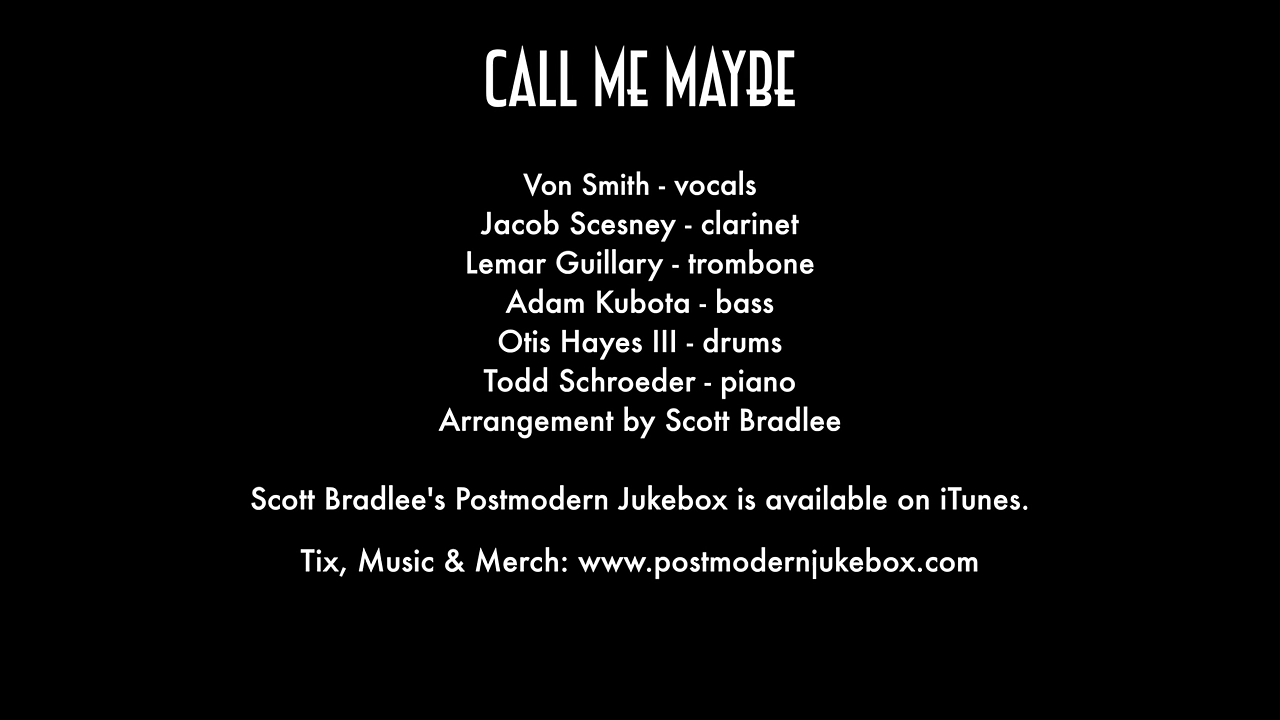 CALL ME MAYBE
Von Smith - vocals
Jacob Scesney - clarinet
Lemar Guillary - trombone
Adam Kubota - bass
Otis Hayes III - drums
Todd Schroeder - piano
Arrangement by Scott Bradlee
Scott Bradlee's Postmodern Jukebox is available on iTunes.
Tix, Music & Merch: www.postmodernjukebox.com